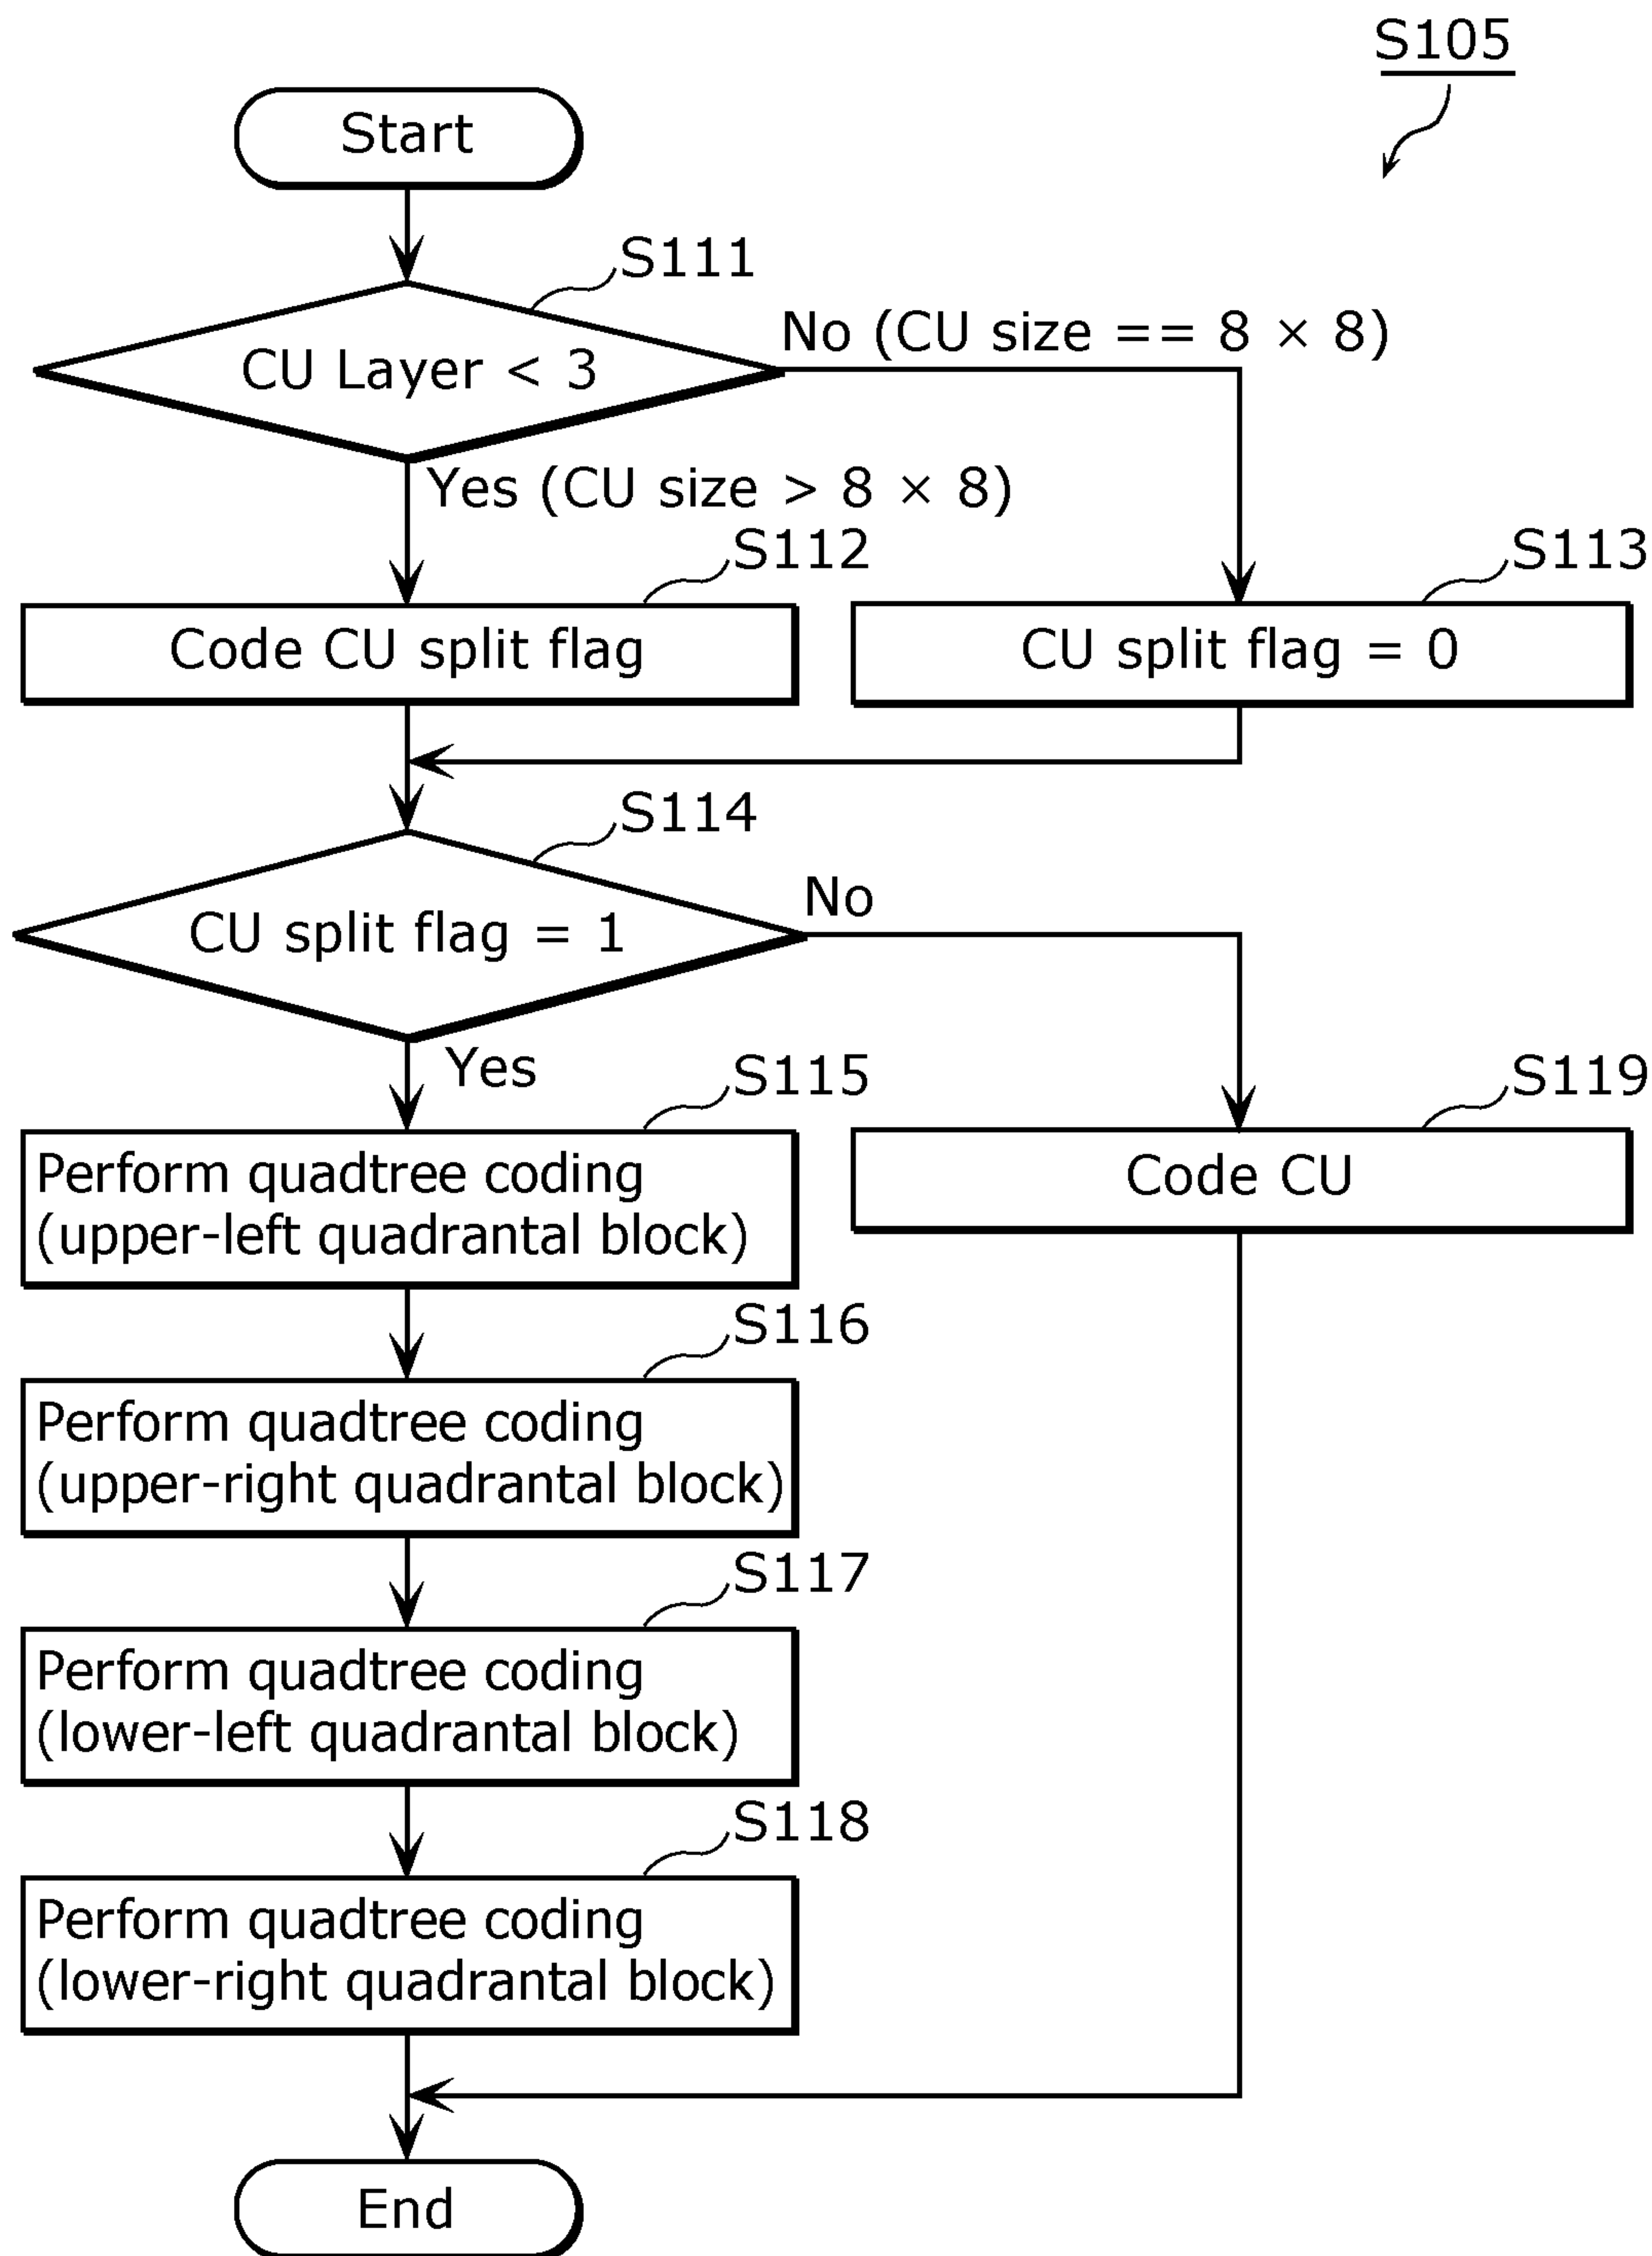 S105
Start
S111
No (CU size == 8 × 8)
CU Layer < 3
Yes (CU size > 8 × 8)
S112
S113
Code CU split flag
CU split flag = 0
S114
No
CU split flag = 1
Yes
S115
S119
Perform quadtree coding
(upper-left quadrantal block)
Code CU
S116
Perform quadtree coding
(upper-right quadrantal block)
S117
Perform quadtree coding
(lower-left quadrantal block)
S118
Perform quadtree coding
(lower-right quadrantal block)
End